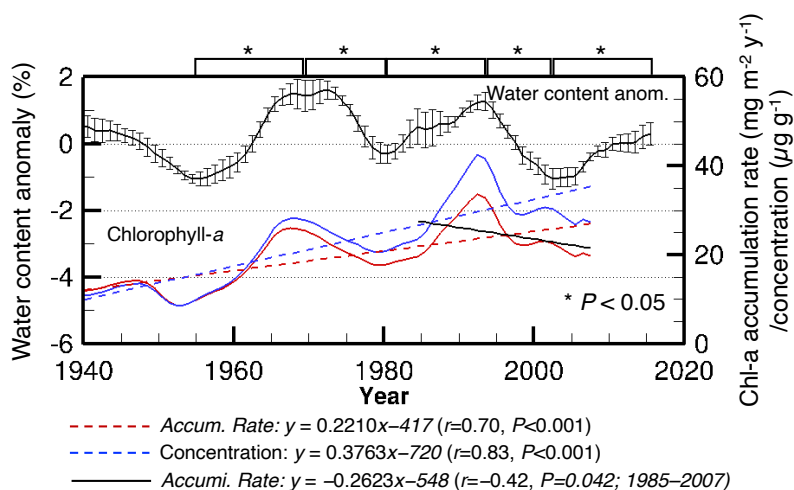 * * * * *
Water content anomaly (%)
2
0
-2
-4
-6
Water content anom.
Chlorophyll-a
* P < 0.05
60
50
40
30
20
10
0
Chl-a accumulation rate (mg m⁻² y⁻¹)
/concentration (µg g⁻¹)
1940 1960 1980 2000 2020
Year
Accum. Rate: y = 0.2210x−417 (r=0.70, P<0.001)
Concentration: y = 0.3763x−720 (r=0.83, P<0.001)
Accumi. Rate: y = −0.2623x−548 (r=−0.42, P=0.042; 1985–2007)